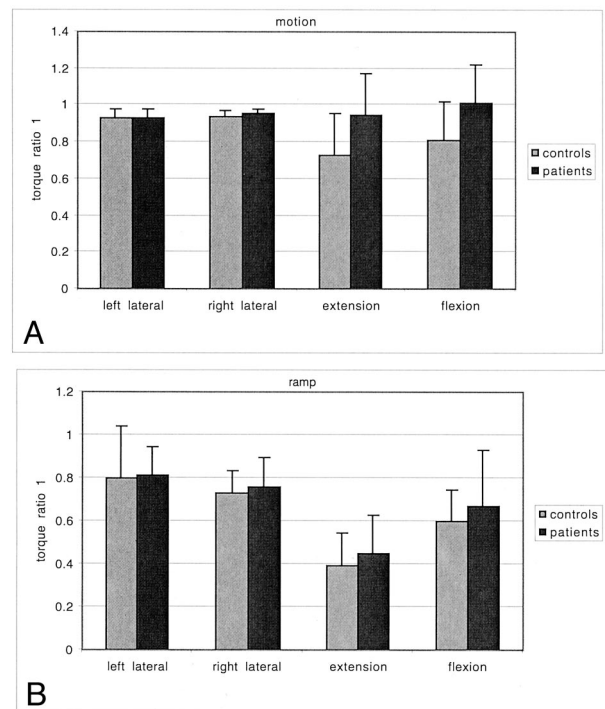 motion
1.4
1.2
1
0.8
0.6
0.4
0.2
0
torque ratio 1
left lateral right lateral extension flexion
controls
patients
A
ramp
1.2
1
0.8
0.6
0.4
0.2
0
torque ratio 1
left lateral right lateral extension flexion
controls
patients
B